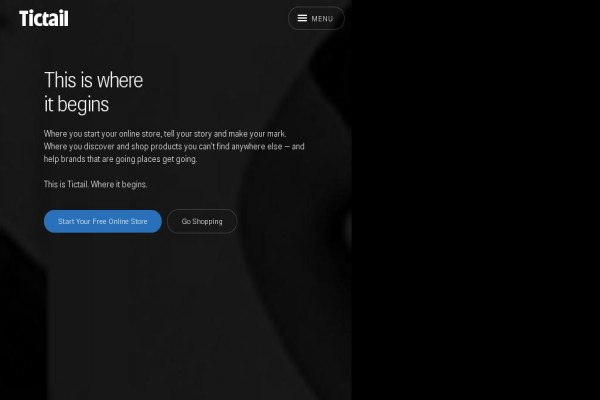 Tictail
MENU
This is where
it begins
Where you start your online store, tell your story and make your mark.
Where you discover and shop products you can't find anywhere else — and
help brands that are going places get going.
This is Tictail. Where it begins.
Start Your Free Online Store
Go Shopping